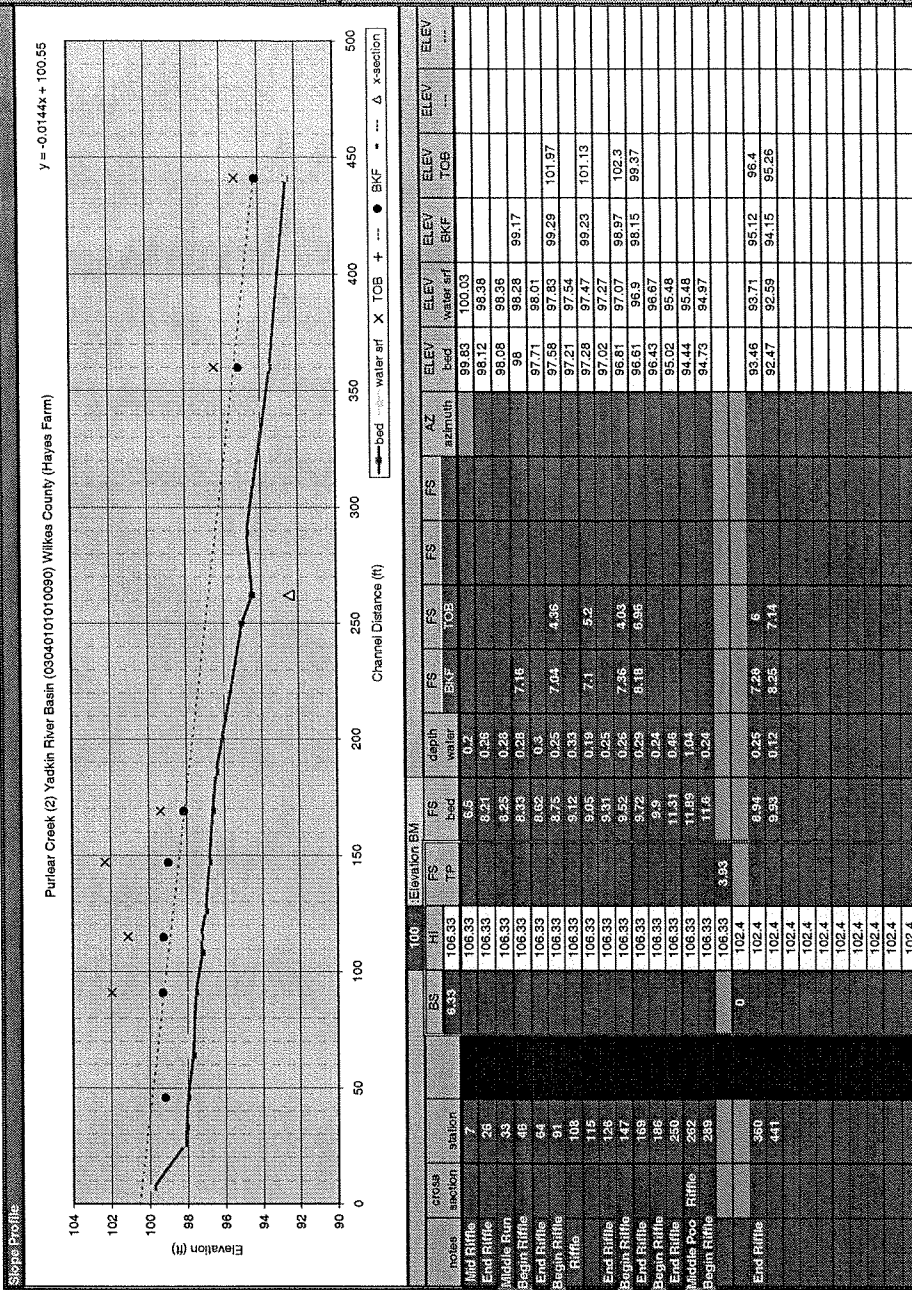 Slope Profile
Purlear Creek (2) Yadkin River Basin (03040101010090) Wilkes County (Hayes Farm)
y = -0.0144x + 100.55
104
102
100
98
96
94
92
90
Elevation (ft)
0 50 100 150 200 250 300 350 400 450 500
Channel Distance (ft)
bed water srf TOB --- BKF --- x-section
100 :Elevation BM
notes cross section station BS HI FS TP FS bed depth water FS BKF FS TOB FS FS AZ azimuth ELEV bed ELEV water srf ELEV BKF ELEV TOB ELEV --- ELEV ---
6.33 106.33
Mid Riffle 7 106.33 6.5 0.2 99.83 100.03
End Riffle 26 106.33 8.21 0.26 98.12 98.38
Middle Run 33 106.33 8.25 0.28 98.08 98.36
Begin Riffle 46 106.33 8.33 0.28 7.16 98 98.28 99.17
End Riffle 64 106.33 8.62 0.3 97.71 98.01
Begin Riffle 91 106.33 8.75 0.25 7.04 4.36 97.58 97.83 99.29 101.97
Riffle 108 106.33 9.12 0.33 97.21 97.54
115 106.33 9.05 0.19 7.1 5.2 97.28 97.47 99.23 101.13
End Riffle 126 106.33 9.31 0.25 97.02 97.27
Begin Riffle 147 106.33 9.52 0.26 7.36 4.03 96.81 97.07 98.97 102.3
End Riffle 169 106.33 9.72 0.29 8.18 6.96 96.61 96.9 98.15 99.37
Begin Riffle 186 106.33 9.9 0.24 96.43 96.67
End Riffle 250 106.33 11.31 0.46 95.02 95.48
Middle Poo Riffle 262 106.33 11.89 1.04 94.44 95.48
Begin Riffle 289 106.33 11.6 0.24 94.73 94.97
106.33 3.93
0 102.4
End Riffle 360 102.4 8.94 0.25 7.28 6 93.46 93.71 95.12 96.4
441 102.4 9.93 0.12 8.25 7.14 92.47 92.59 94.15 95.26
102.4
102.4
102.4
102.4
102.4
102.4
102.4